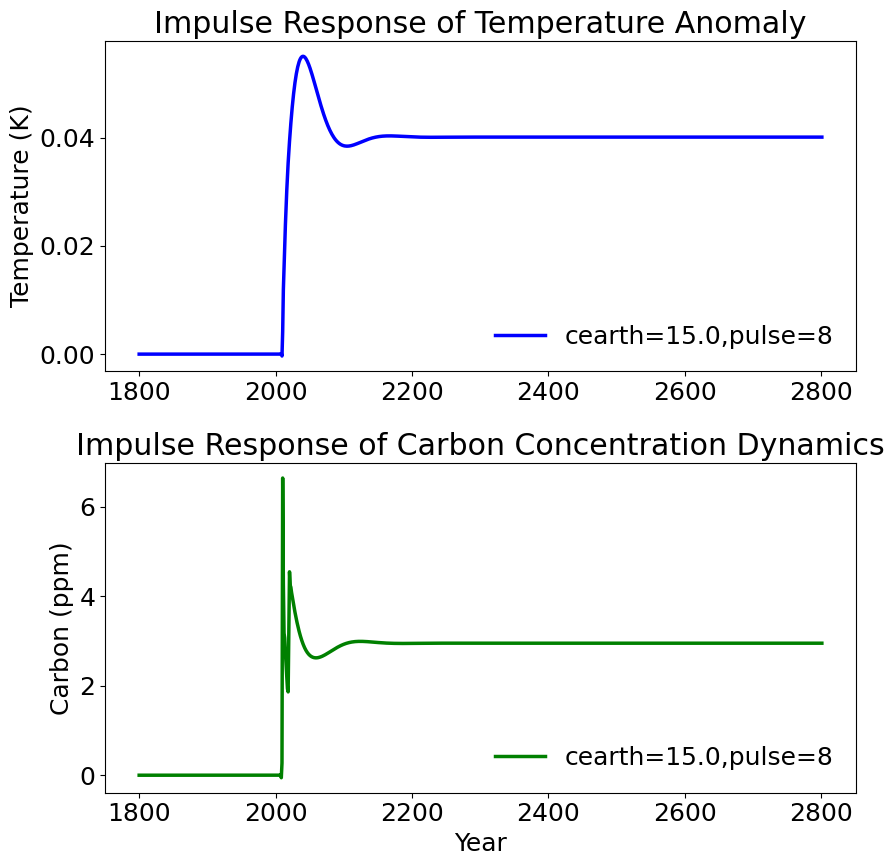 Impulse Response of Temperature Anomaly
Temperature (K)
0.04
0.02
0.00
cearth=15.0,pulse=8
1800 2000 2200 2400 2600 2800
Impulse Response of Carbon Concentration Dynamics
Carbon (ppm)
6
4
2
0
cearth=15.0,pulse=8
1800 2000 2200 2400 2600 2800
Year